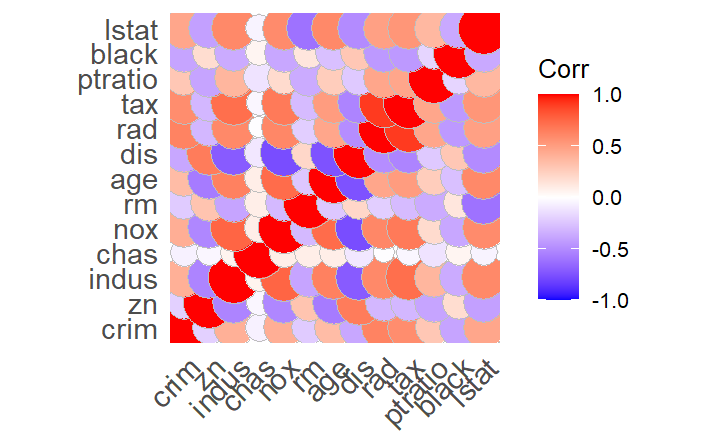 lstat
black
ptratio
tax
rad
dis
age
rm
nox
chas
indus
zn
crim
crim
zn
indus
chas
nox
rm
age
dis
rad
tax
ptratio
black
lstat
Corr
1.0
0.5
0.0
-0.5
-1.0